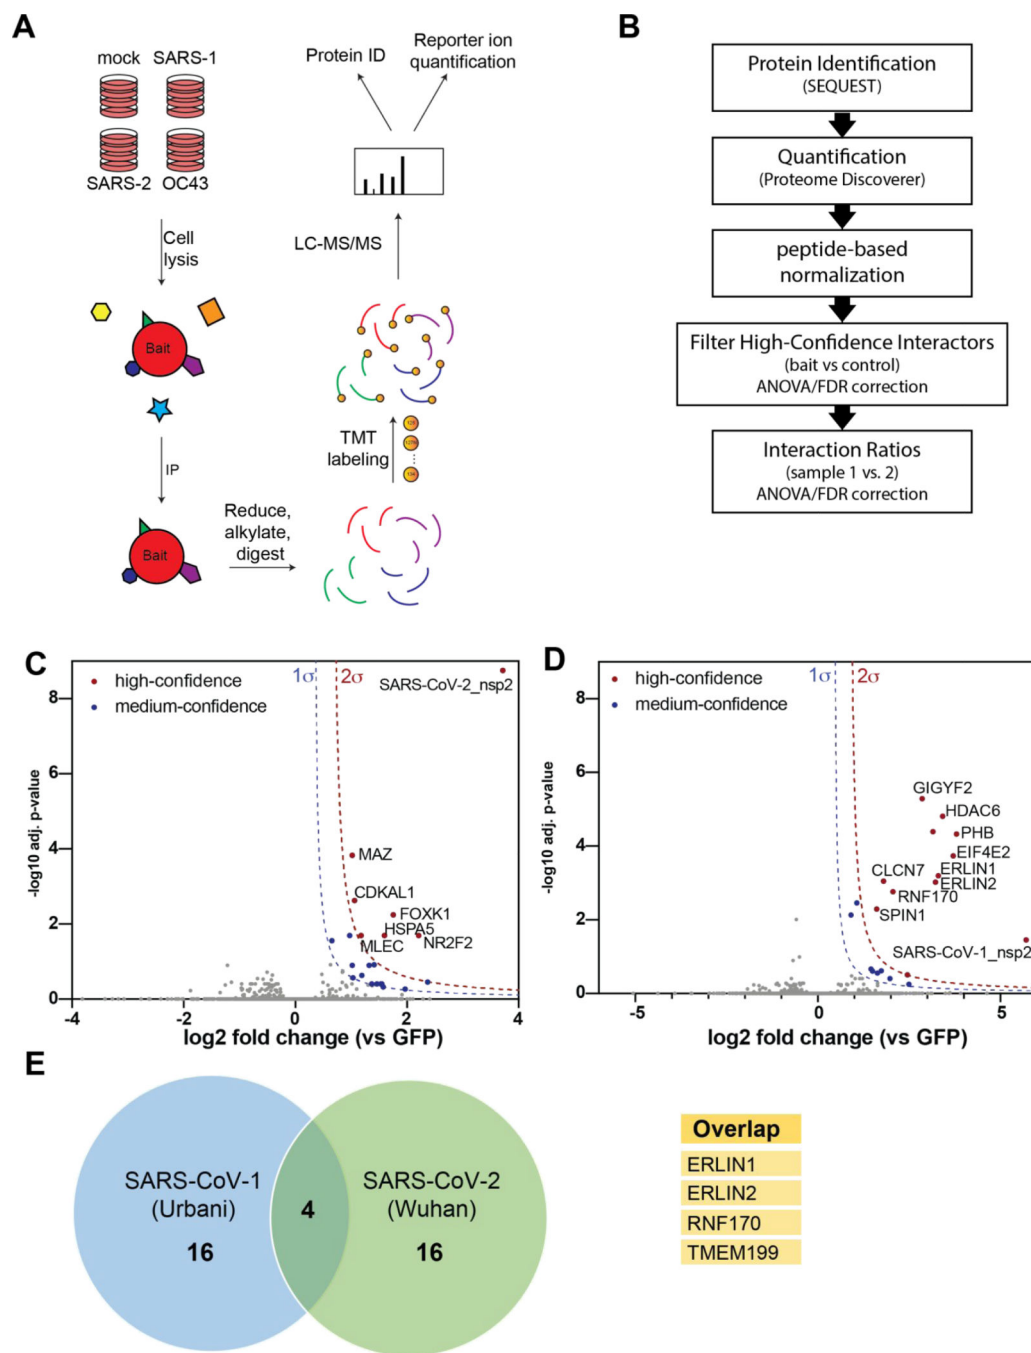 A
mock SARS-1
SARS-2 OC43
Cell
lysis
Bait
IP
Bait
Reduce,
alkylate,
digest
TMT
labeling
LC-MS/MS
Protein ID
Reporter ion
quantification
B
Protein Identification
(SEQUEST)
Quantification
(Proteome Discoverer)
peptide-based
normalization
Filter High-Confidence Interactors
(bait vs control)
ANOVA/FDR correction
Interaction Ratios
(sample 1 vs. 2)
ANOVA/FDR correction
C
-log10 adj. p-value
8
6
4
2
0
-4 -2 0 2 4
log2 fold change (vs GFP)
high-confidence
medium-confidence
1σ 2σ
SARS-CoV-2_nsp2
MAZ
CDKAL1
FOXK1
HSPA5
MLEC NR2F2
D
-log10 adj. p-value
8
6
4
2
0
-5 0 5
log2 fold change (vs GFP)
high-confidence
medium-confidence
1σ 2σ
GIGYF2
HDAC6
PHB
EIF4E2
CLCN7 ERLIN1
ERLIN2
RNF170
SPIN1
SARS-CoV-1_nsp2
E
SARS-CoV-1
(Urbani)
16
4
SARS-CoV-2
(Wuhan)
16
Overlap
ERLIN1
ERLIN2
RNF170
TMEM199